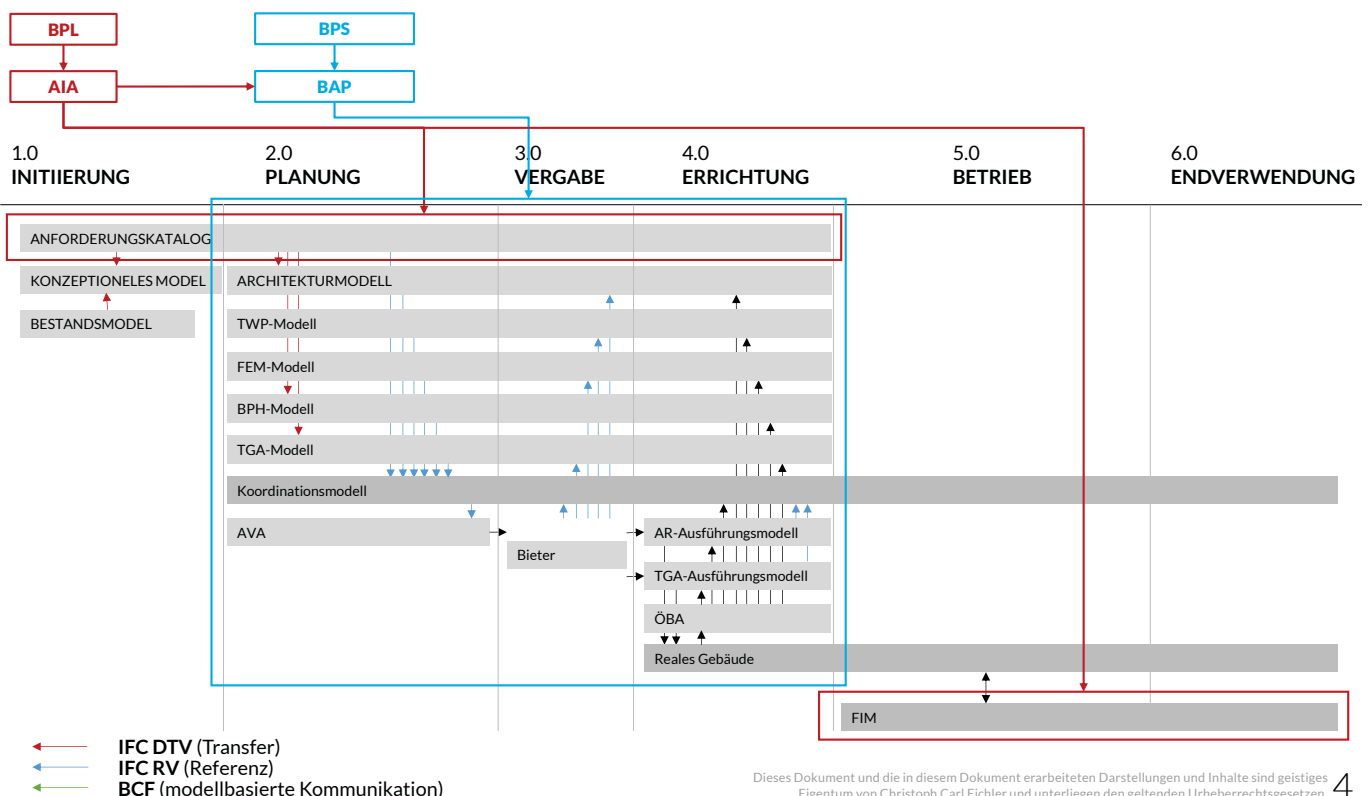 BPL
BPS
AIA
BAP
1.0
INITIIERUNG
2.0
PLANUNG
3.0
VERGABE
4.0
ERRICHTUNG
5.0
BETRIEB
6.0
ENDVERWENDUNG
ANFORDERUNGSKATALOG
KONZEPTIONELES MODEL
ARCHITEKTURMODELL
BESTANDSMODEL
TWP-Modell
FEM-Modell
BPH-Modell
TGA-Modell
Koordinationsmodell
AVA
Bieter
AR-Ausführungsmodell
TGA-Ausführungsmodell
ÖBA
Reales Gebäude
FIM
IFC DTV (Transfer)
IFC RV (Referenz)
BCF (modellbasierte Kommunikation)
Dieses Dokument und die in diesem Dokument erarbeiteten Darstellungen und Inhalte sind geistiges
Eigentum von Christoph Carl Eichler und unterliegen den geltenden Urheberrechtsgesetzen.
4